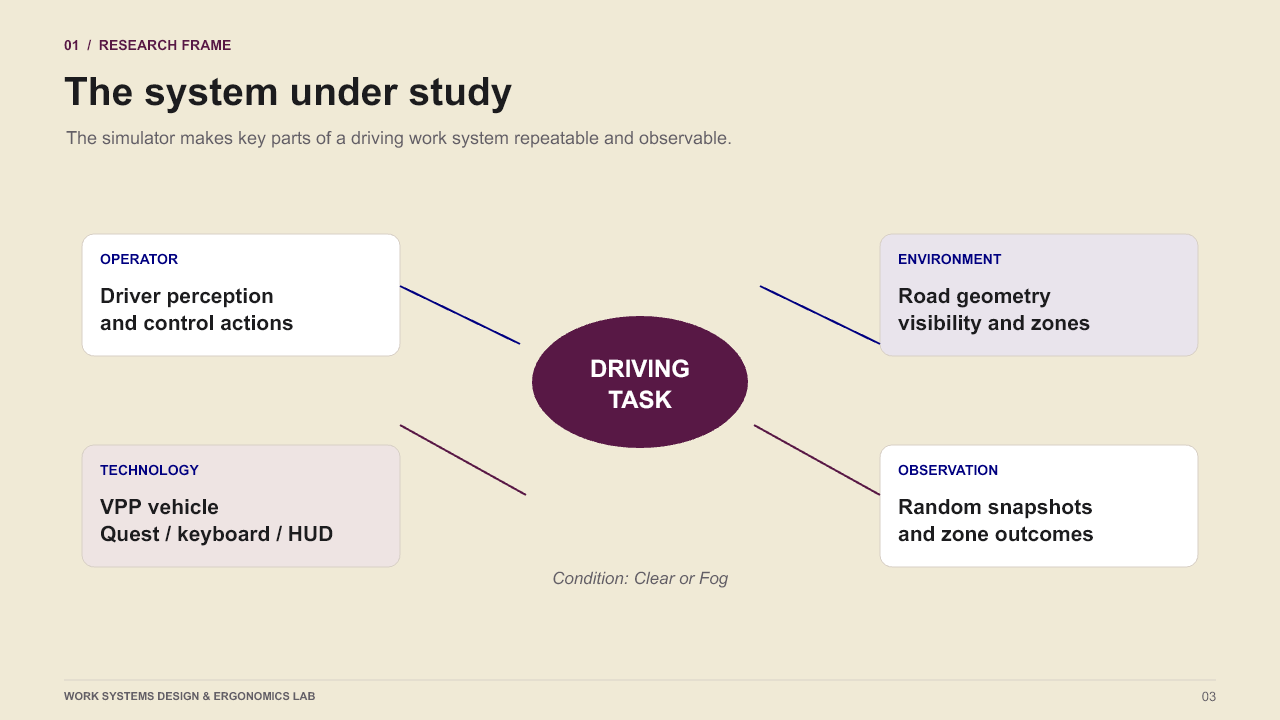 01 / RESEARCH FRAME
The system under study
The simulator makes key parts of a driving work system repeatable and observable.
OPERATOR
Driver perception
and control actions
ENVIRONMENT
Road geometry
visibility and zones
DRIVING
TASK
TECHNOLOGY
VPP vehicle
Quest / keyboard / HUD
OBSERVATION
Random snapshots
and zone outcomes
Condition: Clear or Fog
WORK SYSTEMS DESIGN & ERGONOMICS LAB
03